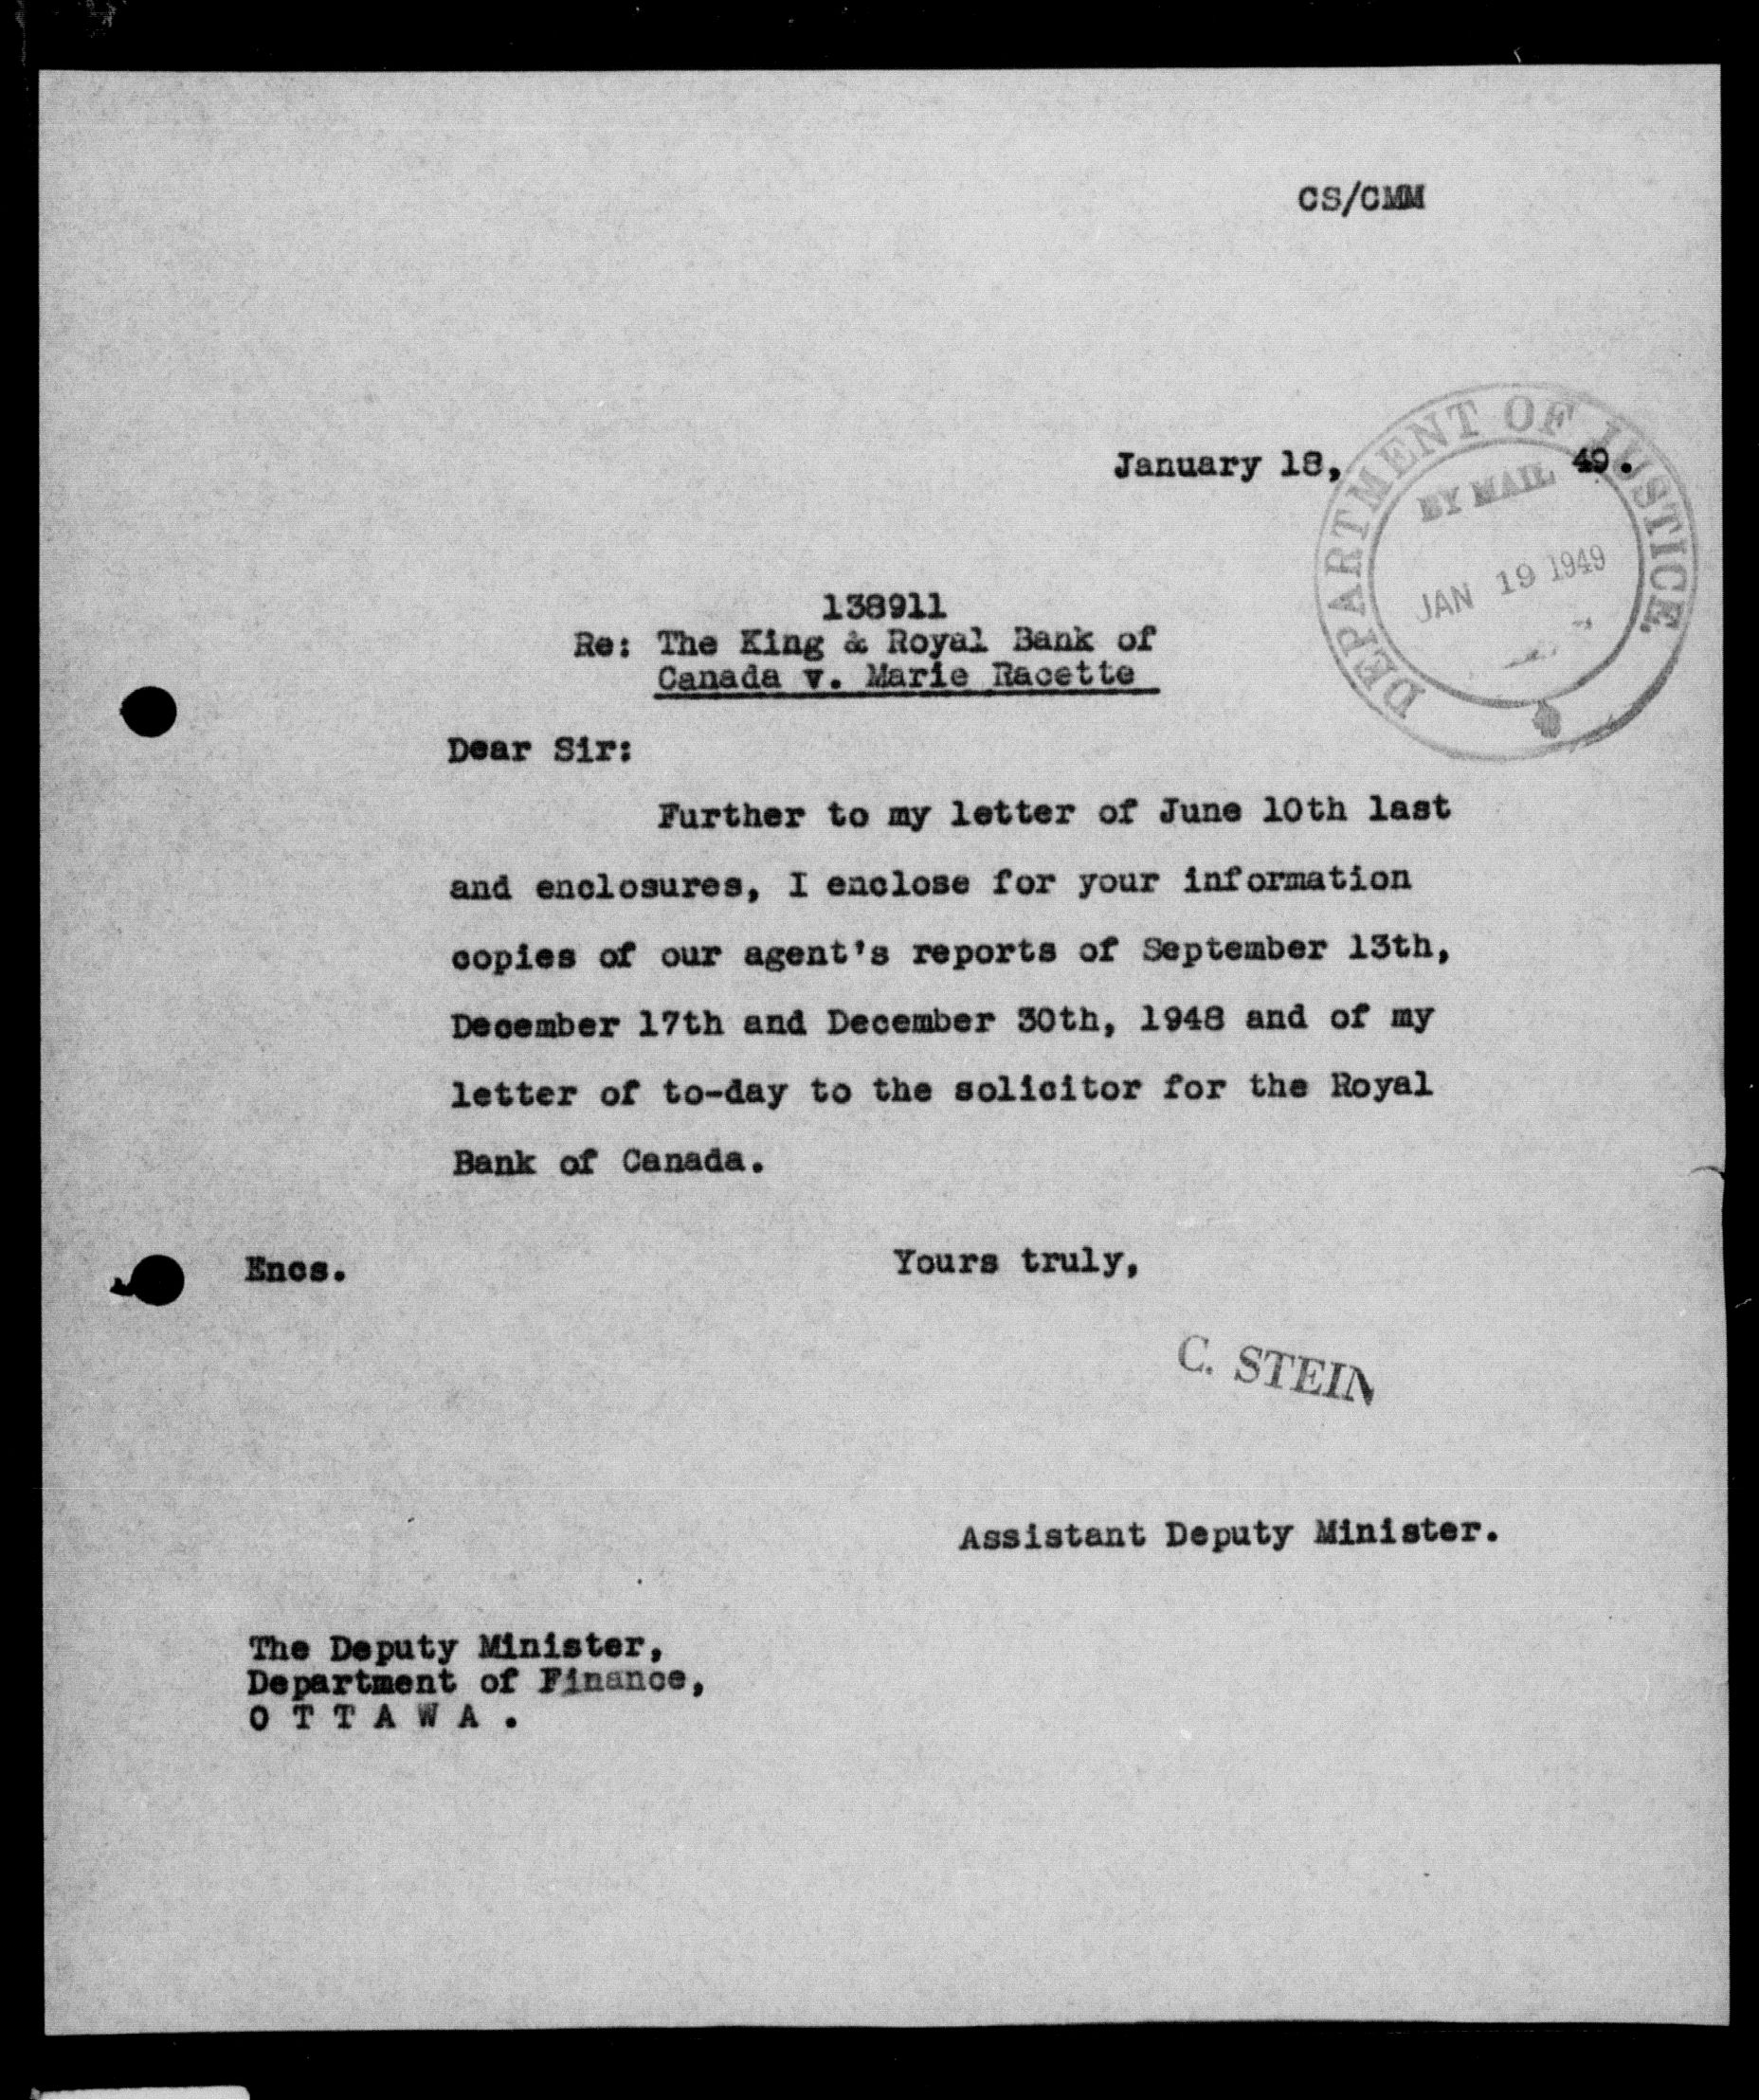 CS/CMM
January 18, 49.
DEPARTMENT OF JUSTICE.
BY MAIL
JAN 19 1949
138911
Re: The King & Royal Bank of
Canada v. Marie Racette
Dear Sir:
Further to my letter of June 10th last
and enclosures, I enclose for your information
copies of our agent's reports of September 13th,
December 17th and December 30th, 1948 and of my
letter of to-day to the solicitor for the Royal
Bank of Canada.
Encs.
Yours truly,
C. STEIN
Assistant Deputy Minister.
The Deputy Minister,
Department of Finance,
O T T A W A .